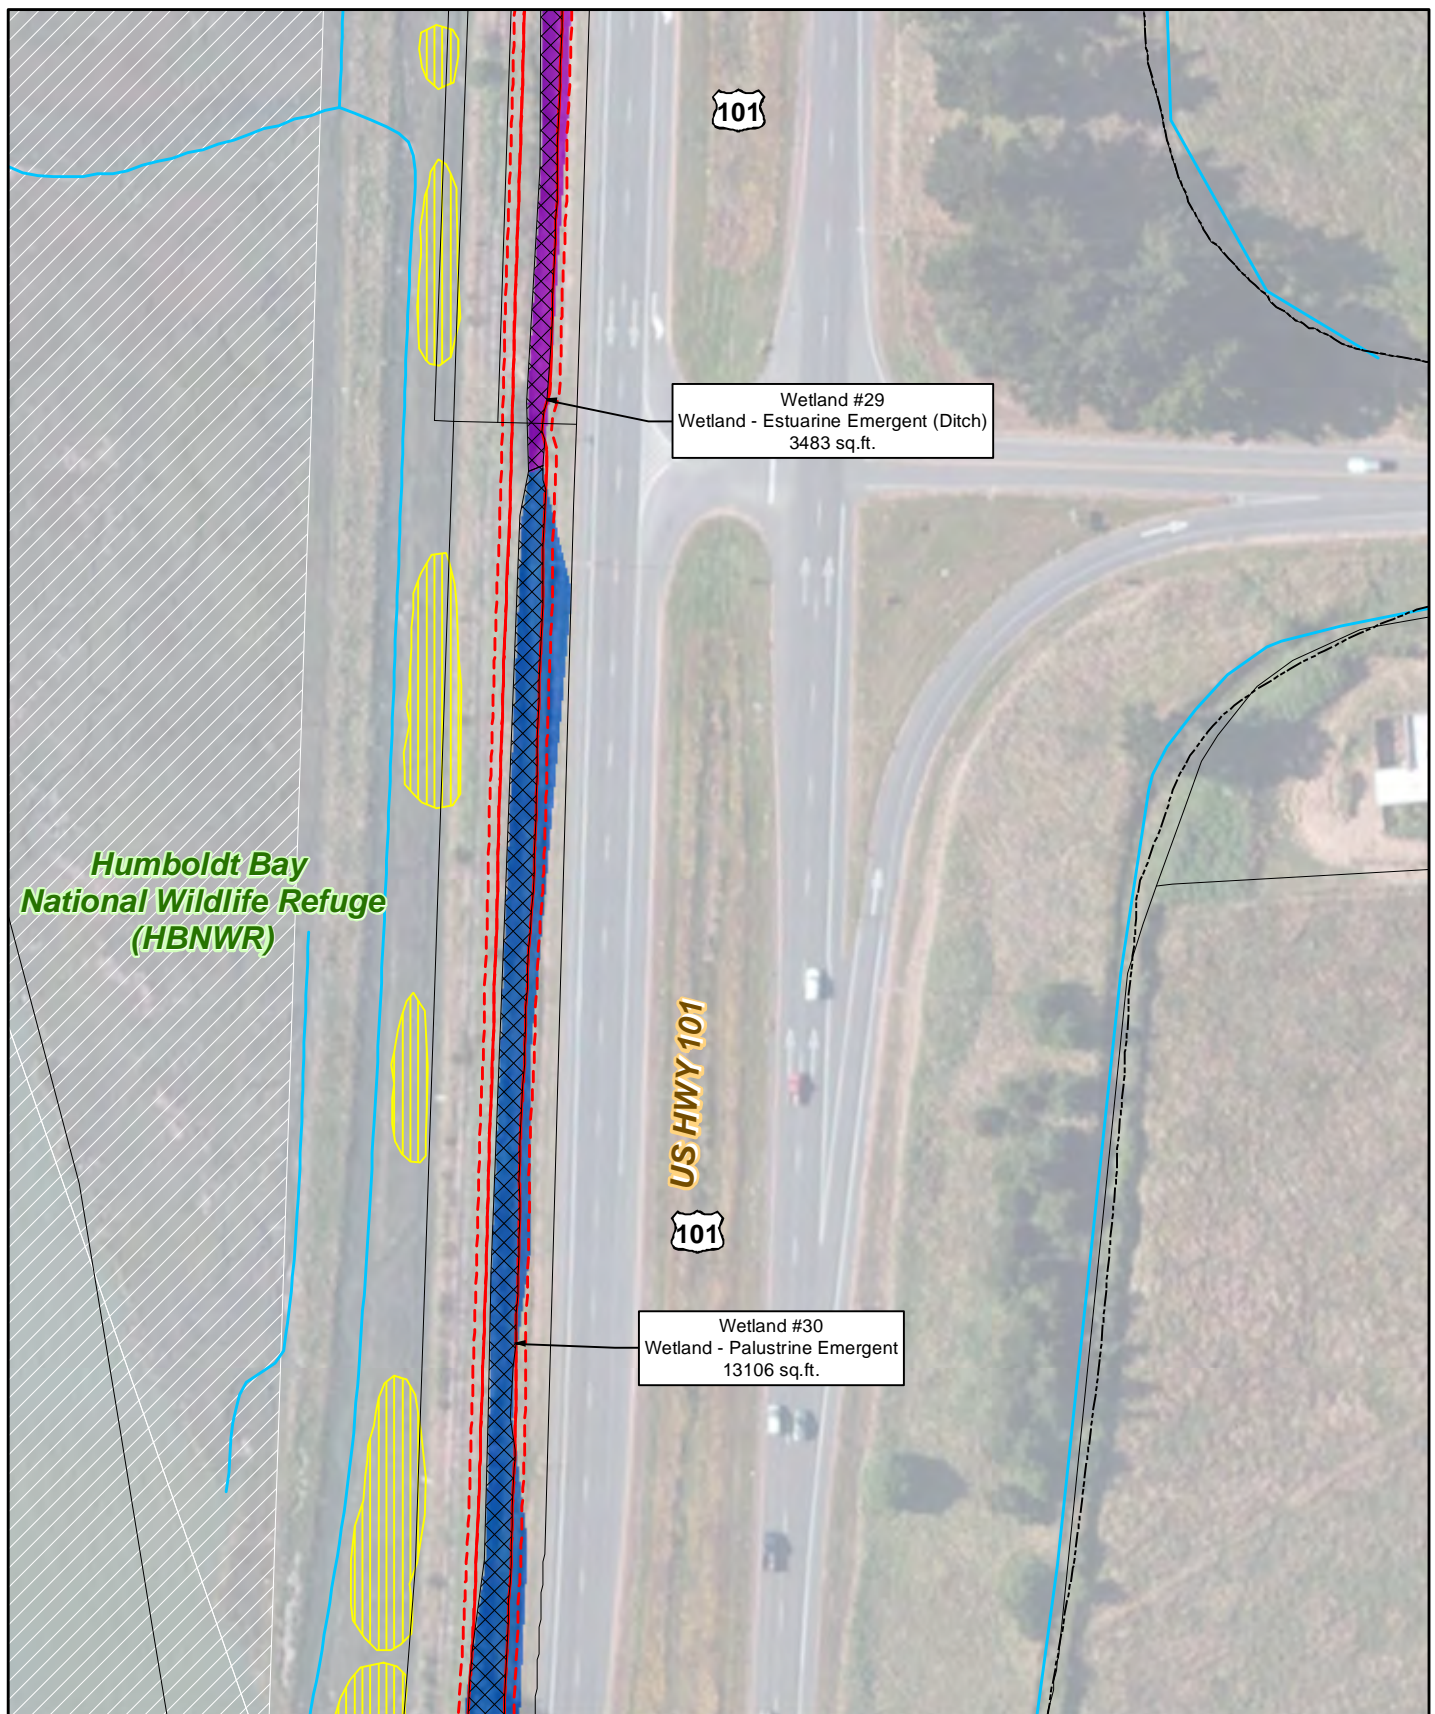 101
Wetland #29
Wetland - Estuarine Emergent (Ditch)
3483 sq.ft.
Humboldt Bay
National Wildlife Refuge
(HBNWR)
US HWY 101
101
Wetland #30
Wetland - Palustrine Emergent
13106 sq.ft.